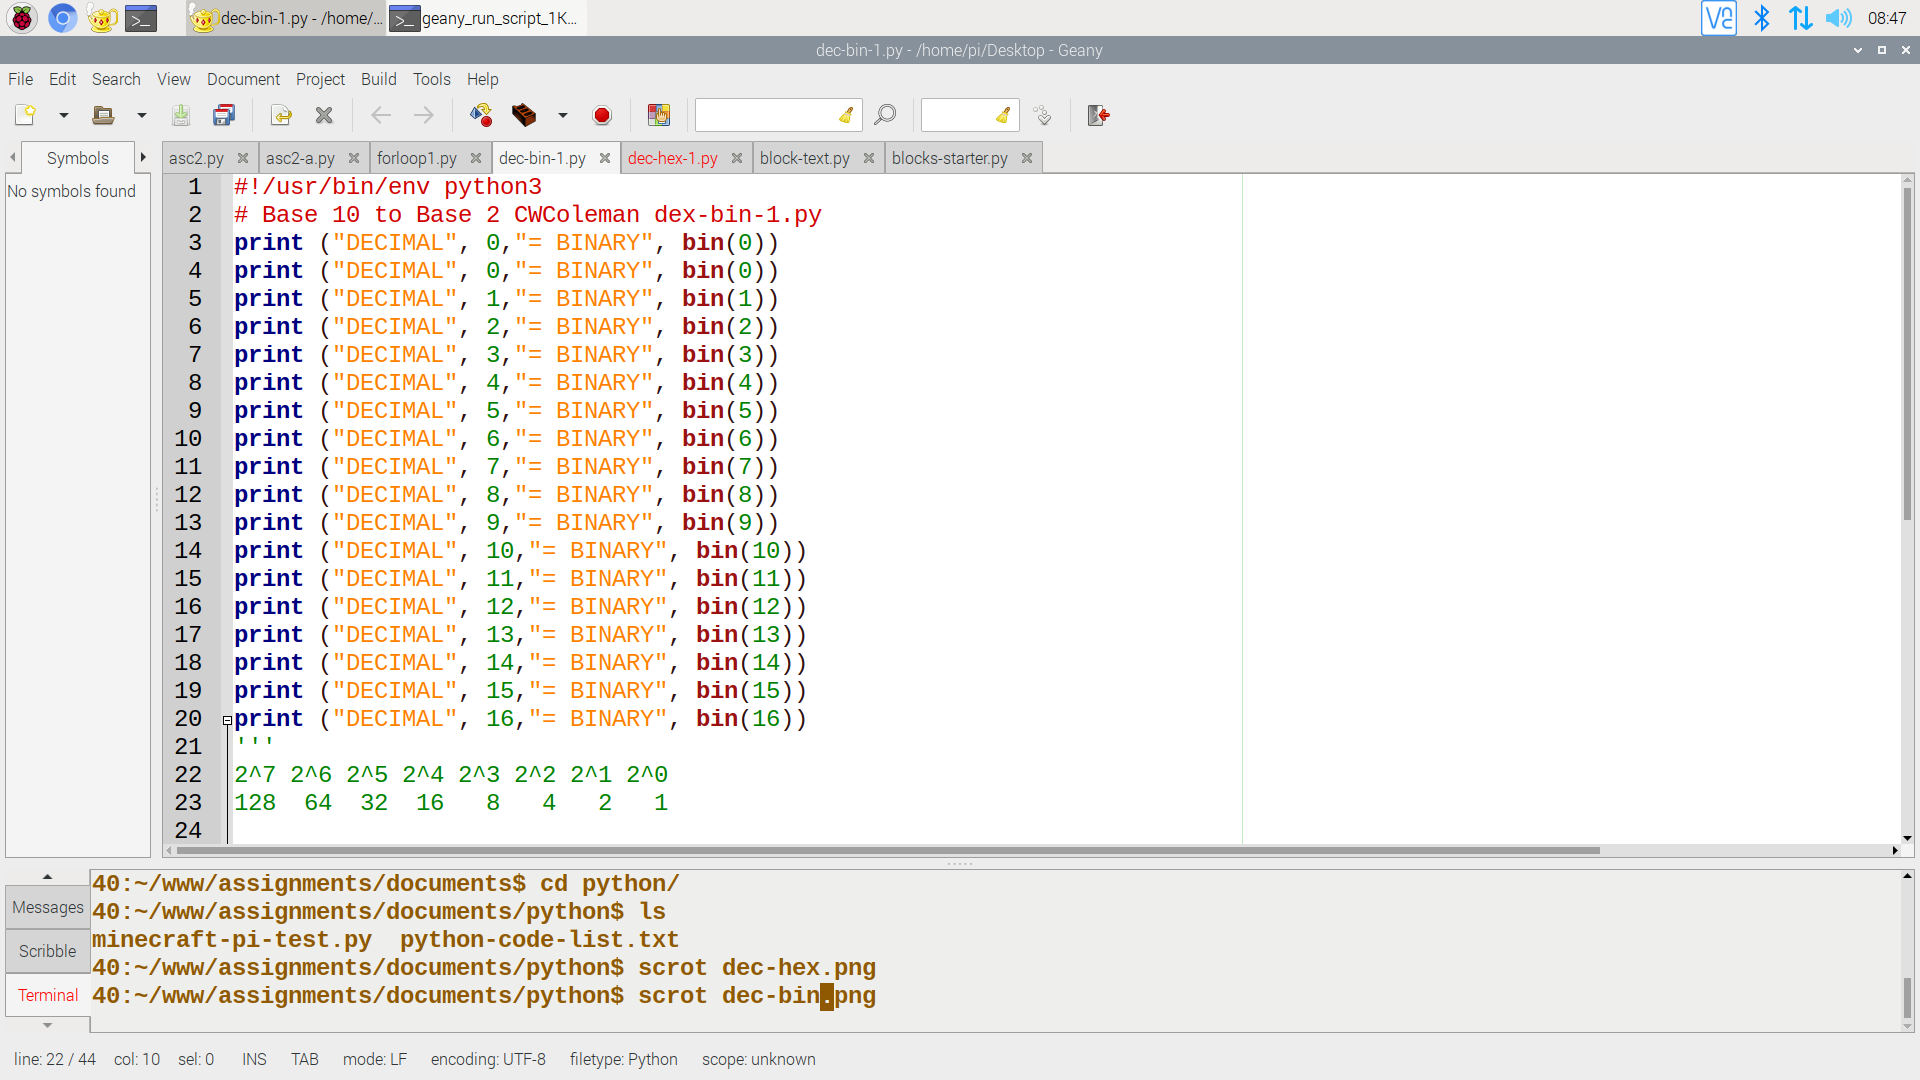 dec-bin-1.py - /home/... geany_run_script_1K... 08:47
dec-bin-1.py - /home/pi/Desktop - Geany
File Edit Search View Document Project Build Tools Help
Symbols asc2.py asc2-a.py forloop1.py dec-bin-1.py dec-hex-1.py block-text.py blocks-starter.py
No symbols found
1 #!/usr/bin/env python3
2 # Base 10 to Base 2 CWColeman dex-bin-1.py
3 print ("DECIMAL", 0,"= BINARY", bin(0))
4 print ("DECIMAL", 0,"= BINARY", bin(0))
5 print ("DECIMAL", 1,"= BINARY", bin(1))
6 print ("DECIMAL", 2,"= BINARY", bin(2))
7 print ("DECIMAL", 3,"= BINARY", bin(3))
8 print ("DECIMAL", 4,"= BINARY", bin(4))
9 print ("DECIMAL", 5,"= BINARY", bin(5))
10 print ("DECIMAL", 6,"= BINARY", bin(6))
11 print ("DECIMAL", 7,"= BINARY", bin(7))
12 print ("DECIMAL", 8,"= BINARY", bin(8))
13 print ("DECIMAL", 9,"= BINARY", bin(9))
14 print ("DECIMAL", 10,"= BINARY", bin(10))
15 print ("DECIMAL", 11,"= BINARY", bin(11))
16 print ("DECIMAL", 12,"= BINARY", bin(12))
17 print ("DECIMAL", 13,"= BINARY", bin(13))
18 print ("DECIMAL", 14,"= BINARY", bin(14))
19 print ("DECIMAL", 15,"= BINARY", bin(15))
20 print ("DECIMAL", 16,"= BINARY", bin(16))
21 '''
22 2^7 2^6 2^5 2^4 2^3 2^2 2^1 2^0
23 128 64 32 16 8 4 2 1
24
Messages
Scribble
Terminal
40:~/www/assignments/documents$ cd python/
40:~/www/assignments/documents/python$ ls
minecraft-pi-test.py python-code-list.txt
40:~/www/assignments/documents/python$ scrot dec-hex.png
40:~/www/assignments/documents/python$ scrot dec-bin.png
line: 22 / 44 col: 10 sel: 0 INS TAB mode: LF encoding: UTF-8 filetype: Python scope: unknown